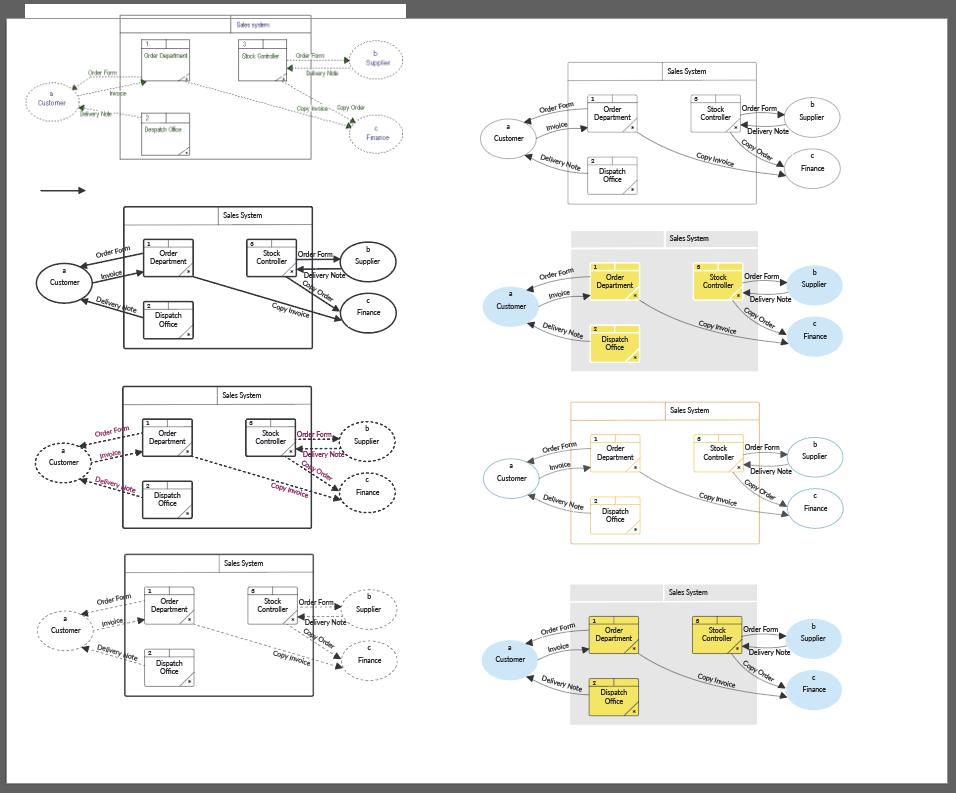 Sales system
1
Order Department
3
Stock Controller
Order Form
Delivery Note
b
Supplier
Order Form
a
Customer
Invoice
Delivery Note
2
Despatch Office
Copy Invoice
Copy Order
c
Finance
Sales System
a
Customer
Order Form
Invoice
Delivery Note
1
Order
Department
2
Dispatch
Office
*
Stock
Controller
Order Form
Delivery Note
Copy Order
Copy Invoice
b
Supplier
c
Finance
Sales System
a
Customer
Order Form
Invoice
Delivery Note
1
Order
Department
2
Dispatch
Office
*
Stock
Controller
Order Form
Delivery Note
Copy Order
Copy Invoice
b
Supplier
c
Finance
Sales System
a
Customer
Order Form
Invoice
Delivery Note
1
Order
Department
2
Dispatch
Office
*
Stock
Controller
Order Form
Delivery Note
Copy Order
Copy Invoice
b
Supplier
c
Finance
Sales System
a
Customer
Order Form
Invoice
Delivery Note
1
Order
Department
2
Dispatch
Office
*
Stock
Controller
Order Form
Delivery Note
Copy Order
Copy Invoice
b
Supplier
c
Finance
Sales System
a
Customer
Order Form
Invoice
Delivery Note
1
Order
Department
2
Dispatch
Office
*
Stock
Controller
Order Form
Delivery Note
Copy Order
Copy Invoice
b
Supplier
c
Finance
Sales System
a
Customer
Order Form
Invoice
Delivery Note
1
Order
Department
2
Dispatch
Office
*
Stock
Controller
Order Form
Delivery Note
Copy Order
Copy Invoice
b
Supplier
c
Finance
Sales System
a
Customer
Order Form
Invoice
Delivery Note
1
Order
Department
2
Dispatch
Office
*
Stock
Controller
Order Form
Delivery Note
Copy Order
Copy Invoice
b
Supplier
c
Finance